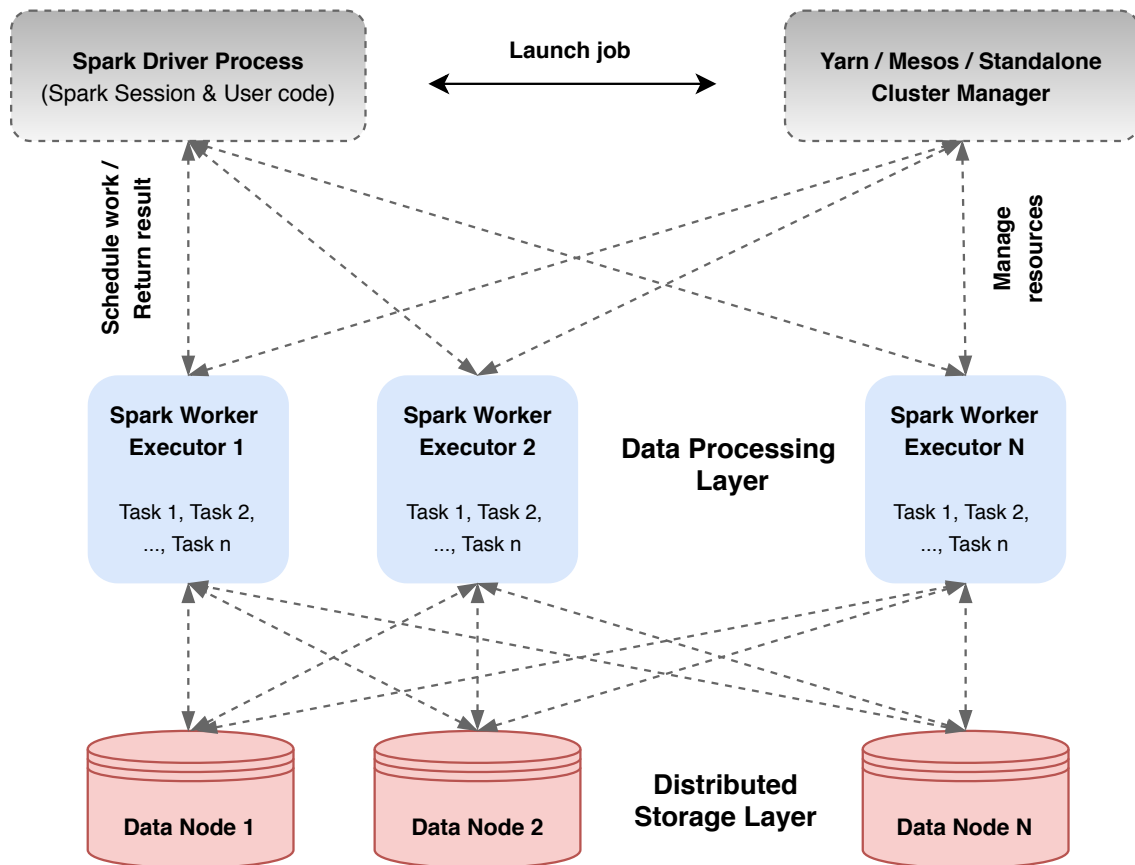 Spark Driver Process
(Spark Session & User code)
Launch job
Yarn / Mesos / Standalone
Cluster Manager
Schedule work /
Return result
Manage
resources
Spark Worker
Executor 1
Task 1, Task 2,
..., Task n
Spark Worker
Executor 2
Task 1, Task 2,
..., Task n
Data Processing
Layer
Spark Worker
Executor N
Task 1, Task 2,
..., Task n
Data Node 1
Data Node 2
Distributed
Storage Layer
Data Node N